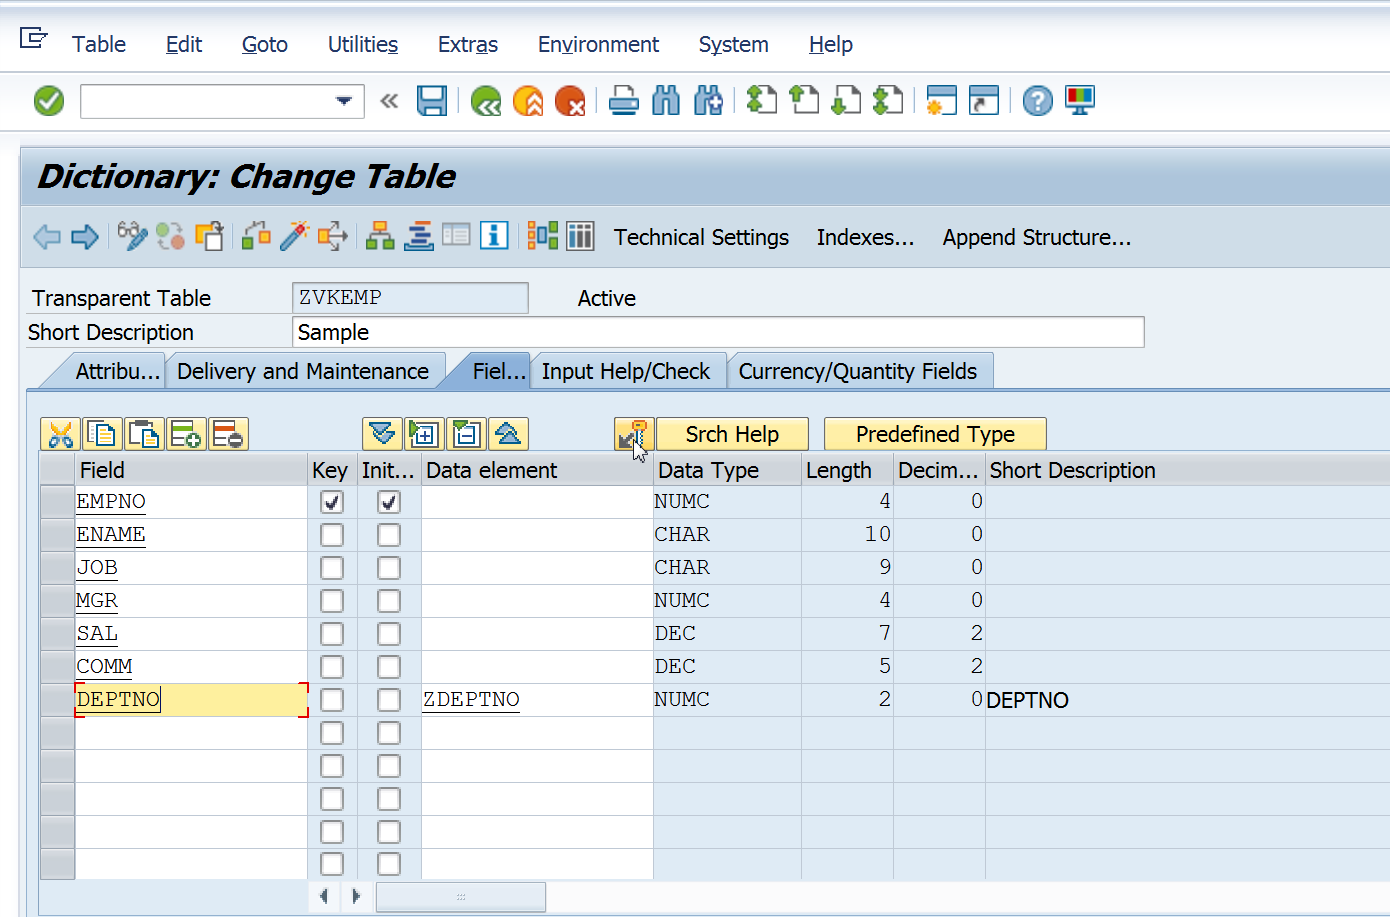 Table Edit Goto Utilities Extras Environment System Help
Dictionary: Change Table
Technical Settings Indexes... Append Structure...
Transparent Table ZVKEMP Active
Short Description Sample
Attribu... Delivery and Maintenance Fiel... Input Help/Check Currency/Quantity Fields
Srch Help Predefined Type
Field Key Init... Data element Data Type Length Decim... Short Description
EMPNO NUMC 4 0
ENAME CHAR 10 0
JOB CHAR 9 0
MGR NUMC 4 0
SAL DEC 7 2
COMM DEC 5 2
DEPTNO ZDEPTNO NUMC 2 0 DEPTNO